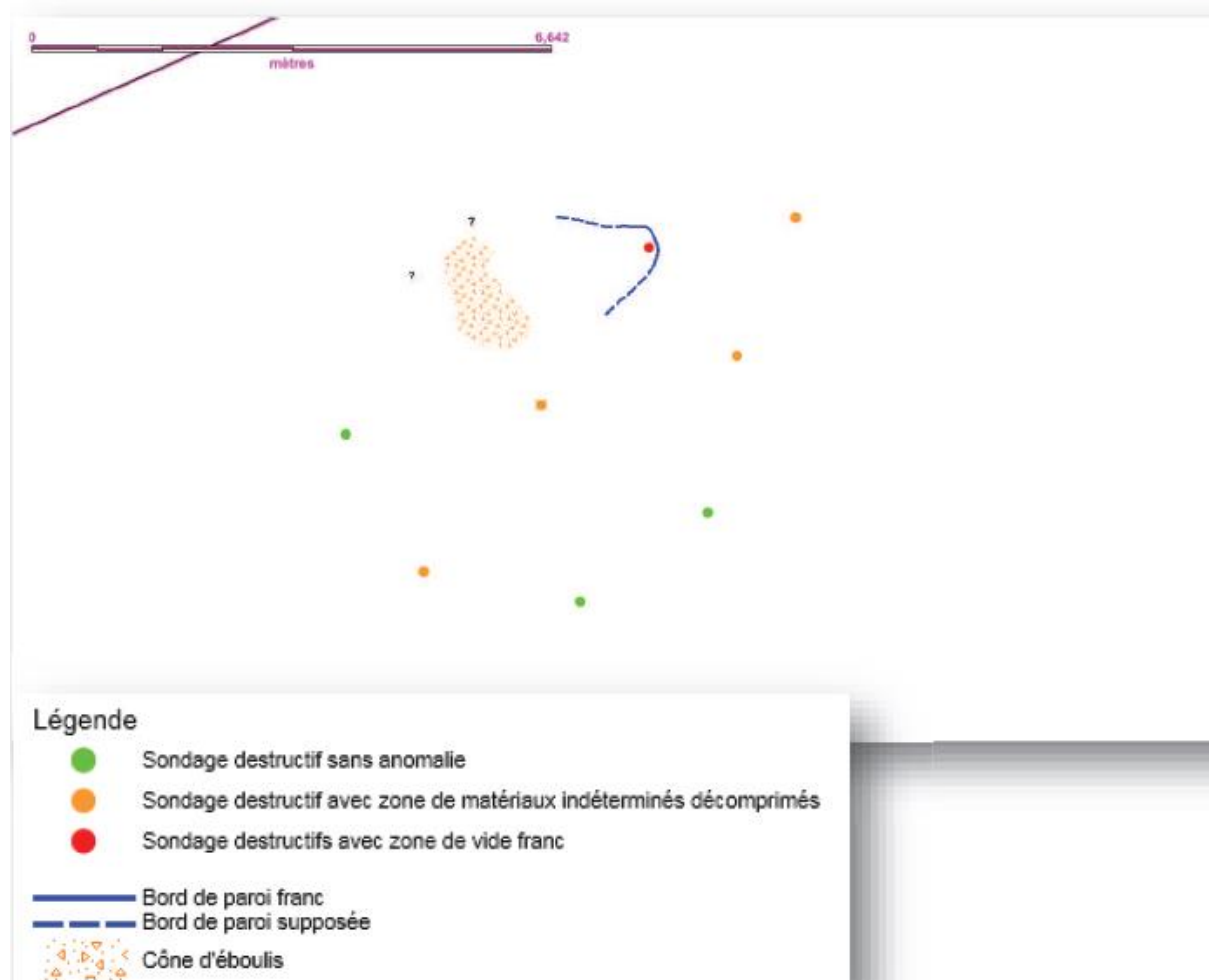 0 6,642
mètres
?
?
Légende
Sondage destructif sans anomalie
Sondage destructif avec zone de matériaux indéterminés décomprimés
Sondage destructifs avec zone de vide franc
Bord de paroi franc
Bord de paroi supposée
Cône d'éboulis